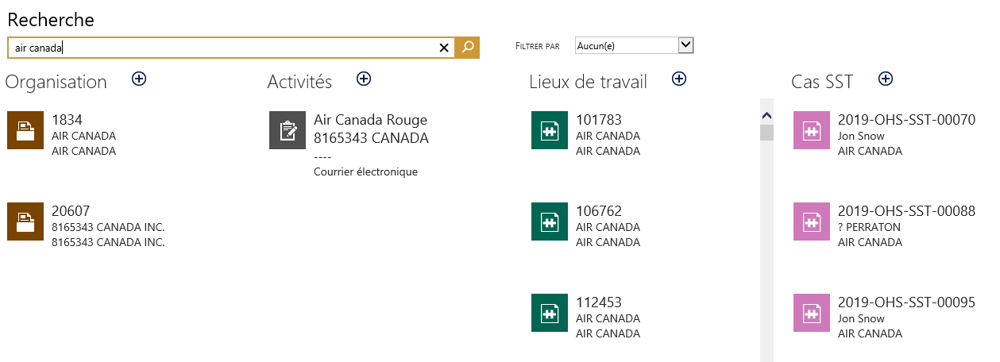 Recherche
air canada
FILTRER PAR
Aucun(e)
Organisation
1834
AIR CANADA
AIR CANADA
20607
8165343 CANADA INC.
8165343 CANADA INC.
Activités
Air Canada Rouge
8165343 CANADA
----
Courrier électronique
Lieux de travail
101783
AIR CANADA
AIR CANADA
106762
AIR CANADA
AIR CANADA
112453
AIR CANADA
AIR CANADA
Cas SST
2019-OHS-SST-00070
Jon Snow
AIR CANADA
2019-OHS-SST-00088
? PERRATON
AIR CANADA
2019-OHS-SST-00095
Jon Snow
AIR CANADA